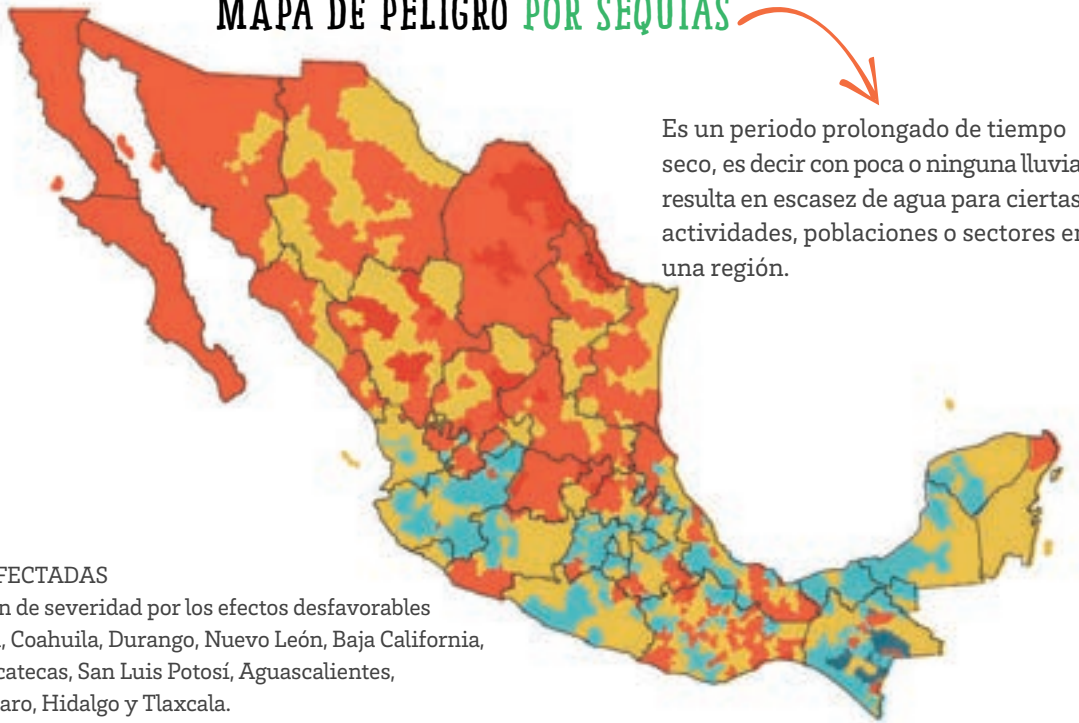 MAPA DE PELIGRO POR SEQUÍAS
Es un periodo prolongado de tiempo
seco, es decir con poca o ninguna lluvia
resulta en escasez de agua para ciertas
actividades, poblaciones o sectores en
una región.
FECTADAS
n de severidad por los efectos desfavorables
, Coahuila, Durango, Nuevo León, Baja California,
catecas, San Luis Potosí, Aguascalientes,
aro, Hidalgo y Tlaxcala.